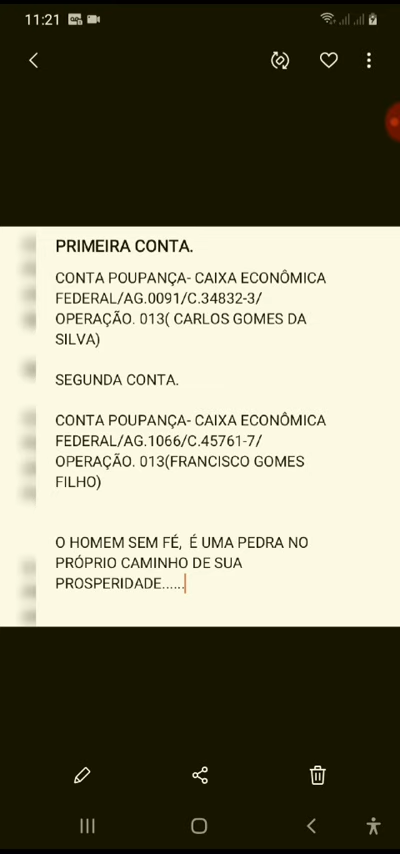 11:21
PRIMEIRA CONTA.
CONTA POUPANÇA- CAIXA ECONÔMICA
FEDERAL/AG.0091/C.34832-3/
OPERAÇÃO. 013( CARLOS GOMES DA
SILVA)
SEGUNDA CONTA.
CONTA POUPANÇA- CAIXA ECONÔMICA
FEDERAL/AG.1066/C.45761-7/
OPERAÇÃO. 013(FRANCISCO GOMES
FILHO)
O HOMEM SEM FÉ,  É UMA PEDRA NO
PRÓPRIO CAMINHO DE SUA
PROSPERIDADE......